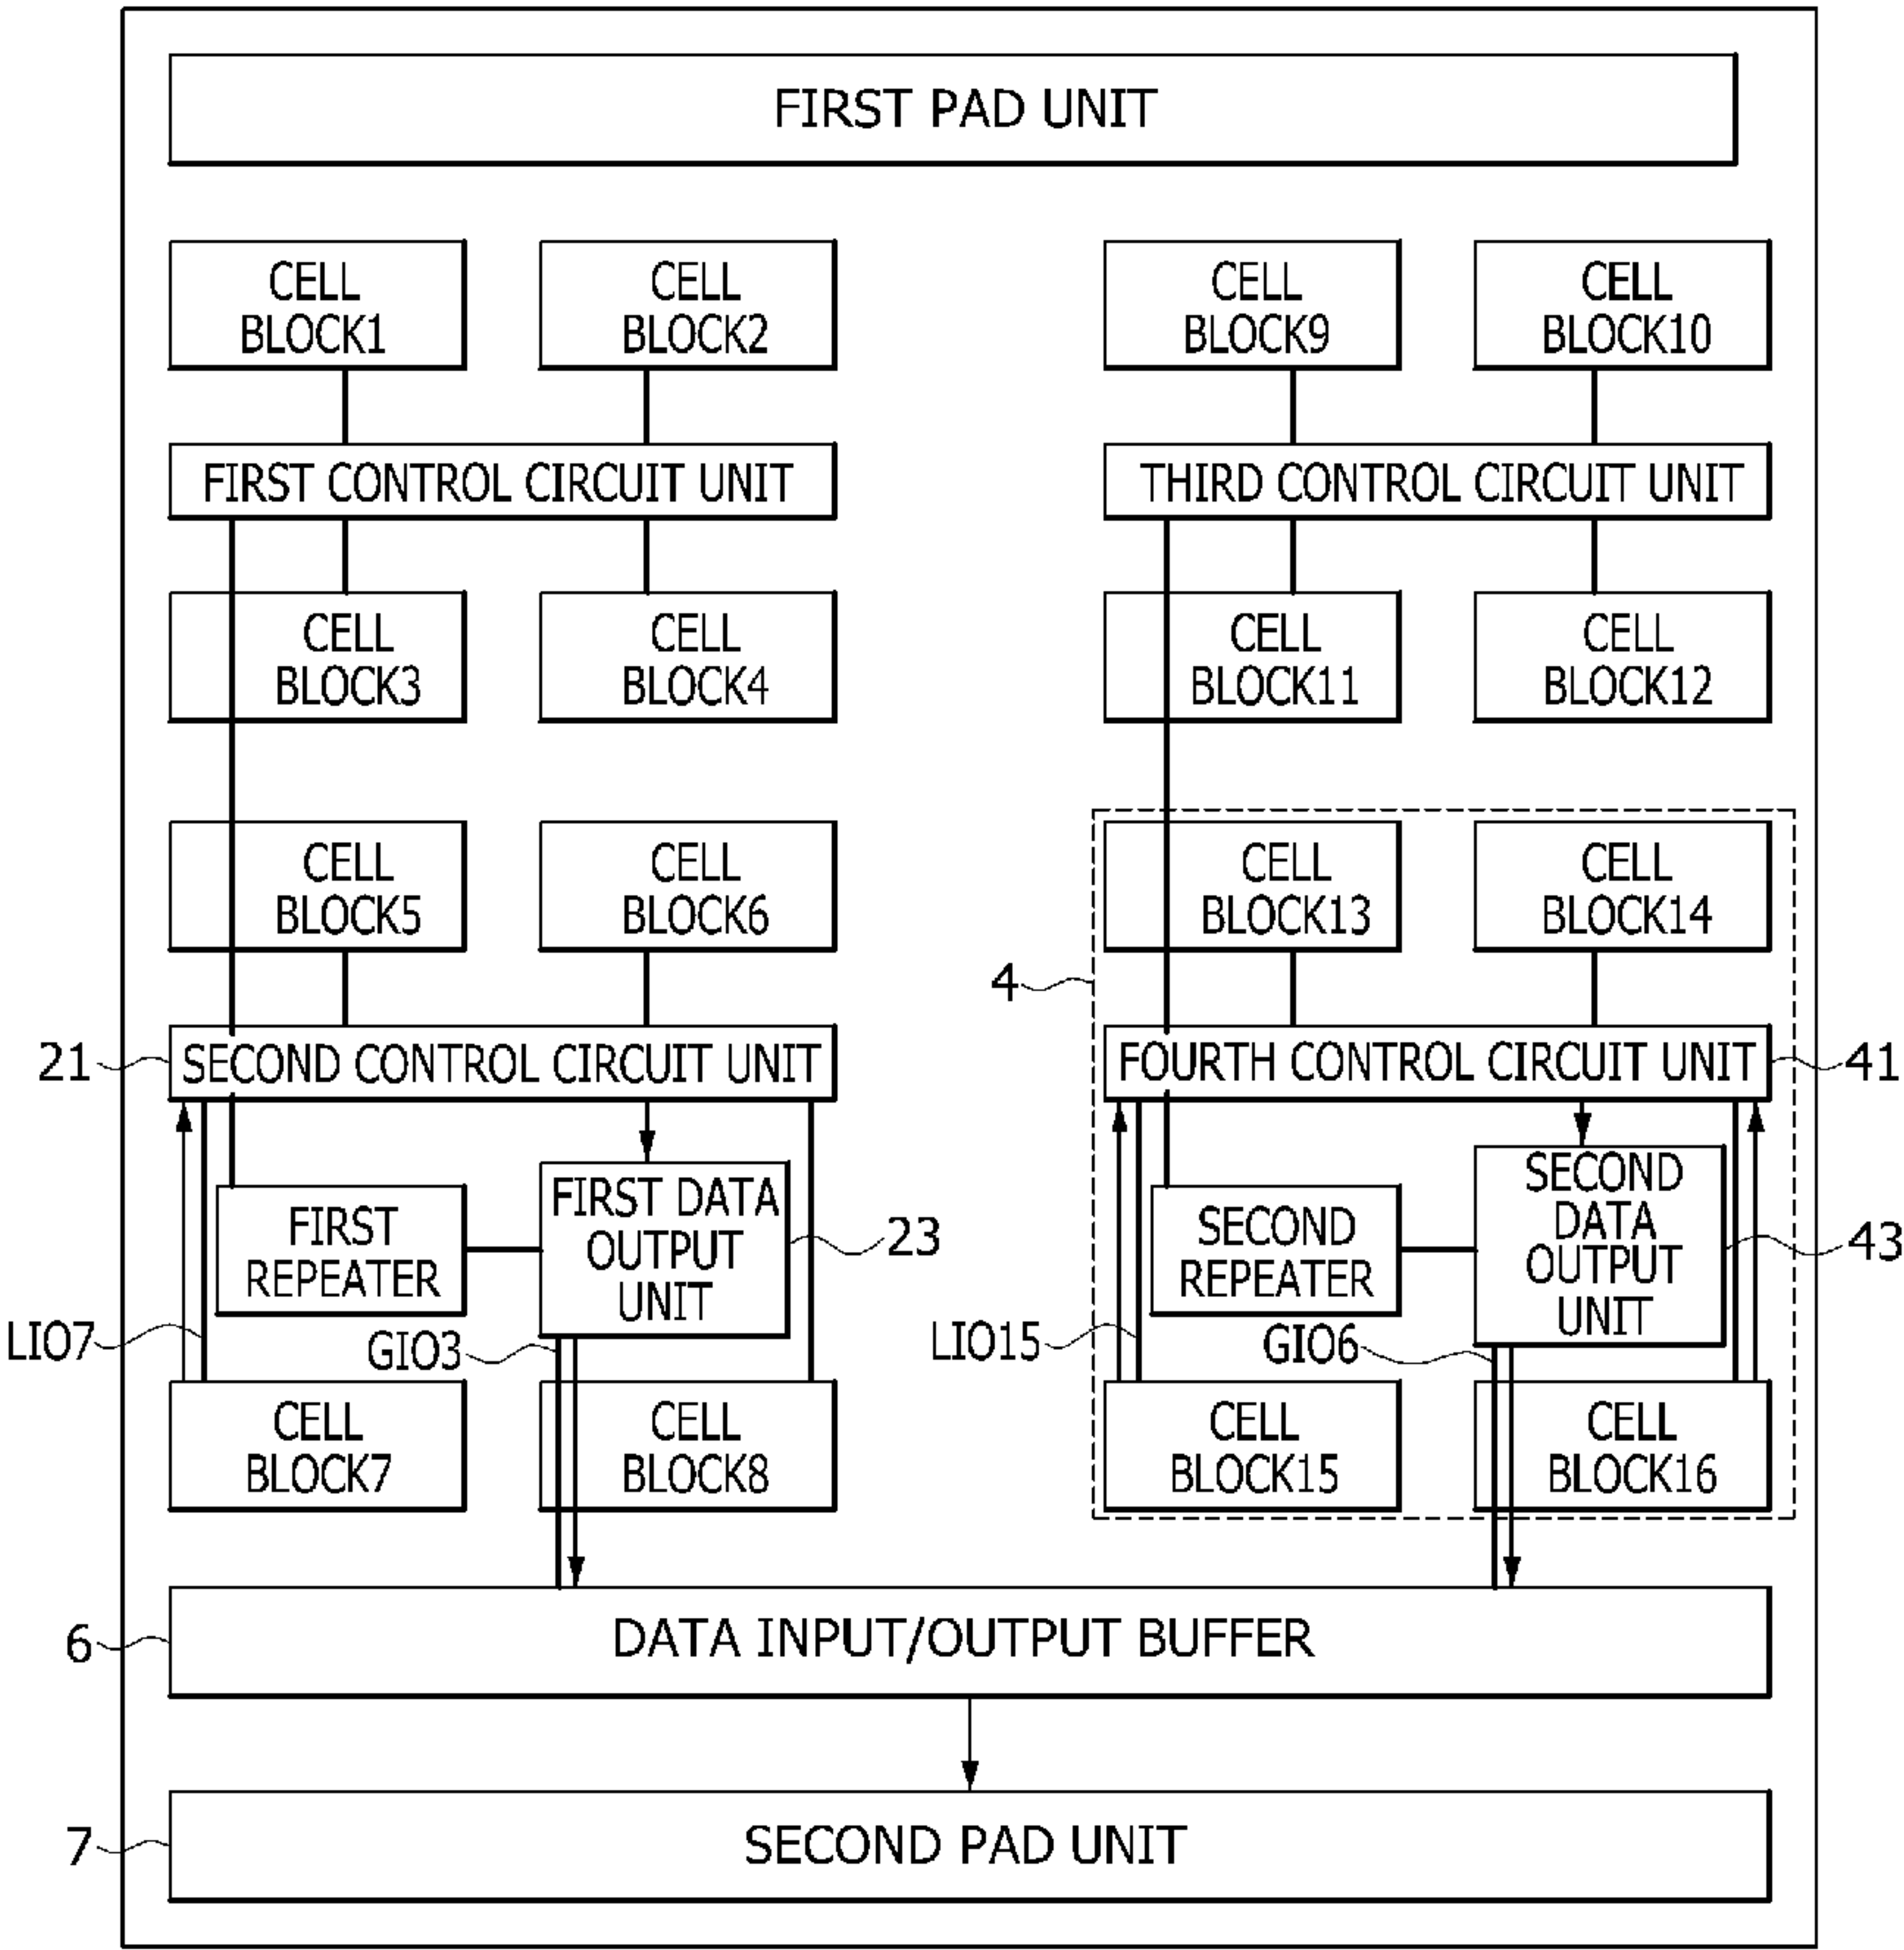 FIRST PAD UNIT
CELL
BLOCK1
CELL
BLOCK2
CELL
BLOCK9
CELL
BLOCK10
FIRST CONTROL CIRCUIT UNIT
THIRD CONTROL CIRCUIT UNIT
CELL
BLOCK3
CELL
BLOCK4
CELL
BLOCK11
CELL
BLOCK12
CELL
BLOCK5
CELL
BLOCK6
CELL
BLOCK13
CELL
BLOCK14
4
21
SECOND CONTROL CIRCUIT UNIT
FOURTH CONTROL CIRCUIT UNIT
41
FIRST
REPEATER
FIRST DATA
OUTPUT
UNIT
23
SECOND
REPEATER
SECOND
DATA
OUTPUT
UNIT
43
LIO7
GIO3
LIO15
GIO6
CELL
BLOCK7
CELL
BLOCK8
CELL
BLOCK15
CELL
BLOCK16
6
DATA INPUT/OUTPUT BUFFER
7
SECOND PAD UNIT